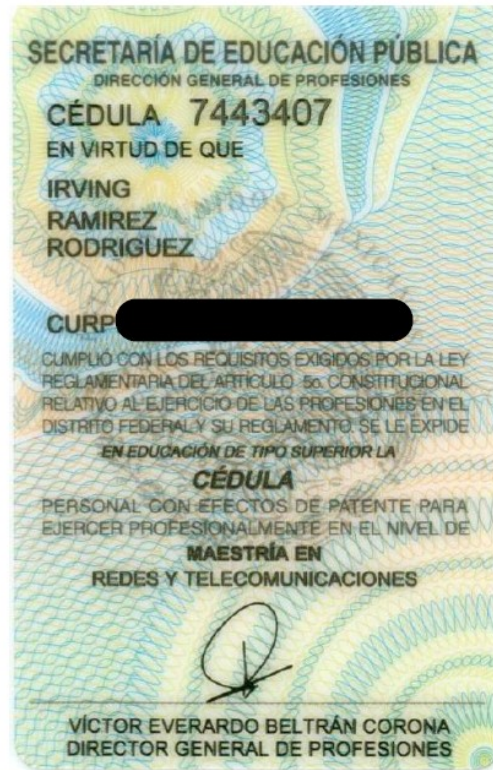 SECRETARÍA DE EDUCACIÓN PÚBLICA
DIRECCIÓN GENERAL DE PROFESIONES
CÉDULA 7443407
EN VIRTUD DE QUE
IRVING
RAMIREZ
RODRIGUEZ
CURP
CUMPLIÓ CON LOS REQUISITOS EXIGIDOS POR LA LEY
REGLAMENTARIA DEL ARTÍCULO 5o. CONSTITUCIONAL
RELATIVO AL EJERCICIO DE LAS PROFESIONES EN EL
DISTRITO FEDERAL Y SU REGLAMENTO, SE LE EXPIDE
EN EDUCACIÓN DE TIPO SUPERIOR LA
CÉDULA
PERSONAL CON EFECTOS DE PATENTE PARA
EJERCER PROFESIONALMENTE EN EL NIVEL DE
MAESTRÍA EN
REDES Y TELECOMUNICACIONES
VÍCTOR EVERARDO BELTRÁN CORONA
DIRECTOR GENERAL DE PROFESIONES